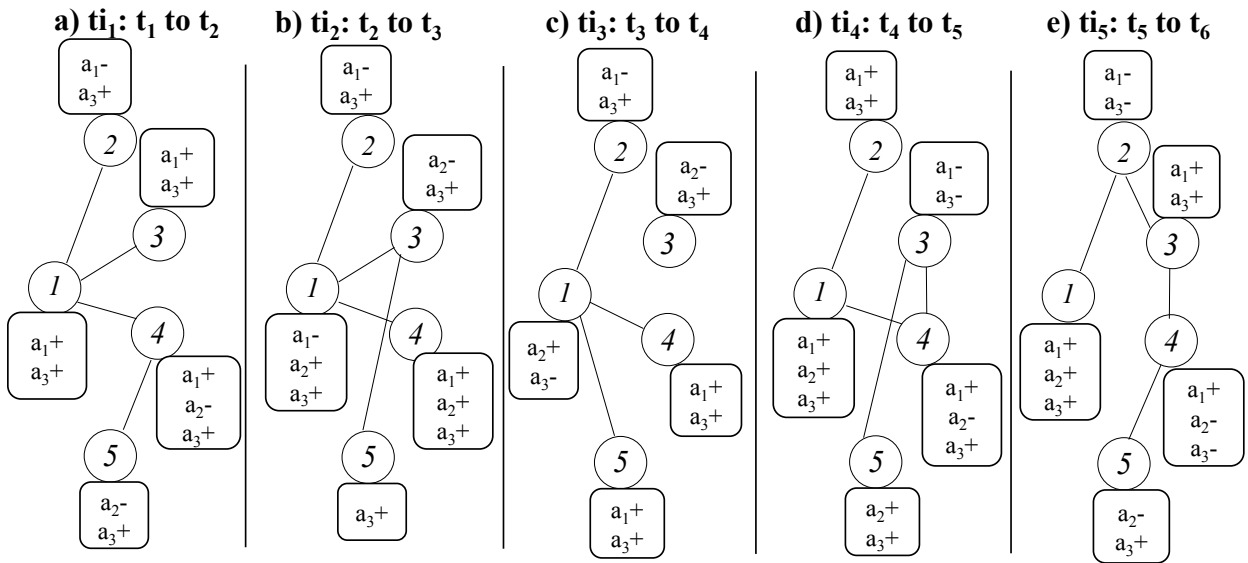 a) ti₁: t₁ to t₂
a₁-
a₃+
2
a₁+
a₃+
3
1
a₁+
a₃+
4
a₁+
a₂-
a₃+
5
a₂-
a₃+
b) ti₂: t₂ to t₃
a₁-
a₃+
2
a₂-
a₃+
3
1
a₁-
a₂+
a₃+
4
a₁+
a₂+
a₃+
5
a₃+
c) ti₃: t₃ to t₄
a₁-
a₃+
2
a₂-
a₃+
3
1
a₂+
a₃-
4
a₁+
a₃+
5
a₁+
a₃+
d) ti₄: t₄ to t₅
a₁+
a₃+
2
a₁-
a₃-
3
1
a₁+
a₂+
a₃+
4
a₁+
a₂-
a₃+
5
a₂+
a₃+
e) ti₅: t₅ to t₆
a₁-
a₃-
2
a₁+
a₃+
3
1
a₁+
a₂+
a₃+
4
a₁+
a₂-
a₃-
5
a₂-
a₃+